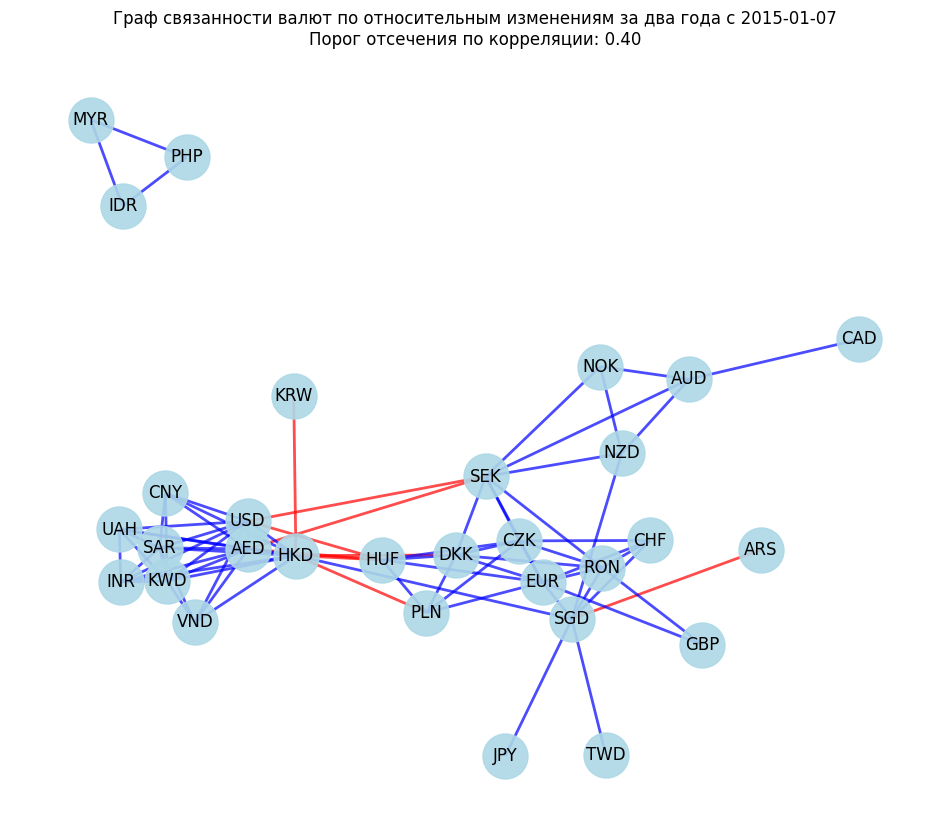 Граф связанности валют по относительным изменениям за два года с 2015-01-07
Порог отсечения по корреляции: 0.40
MYR
PHP
IDR
CAD
NOK
AUD
KRW
NZD
SEK
CNY
USD
UAH
SAR
AED
HKD
HUF
DKK
CZK
CHF
ARS
INR
KWD
EUR
RON
VND
PLN
SGD
GBP
JPY
TWD